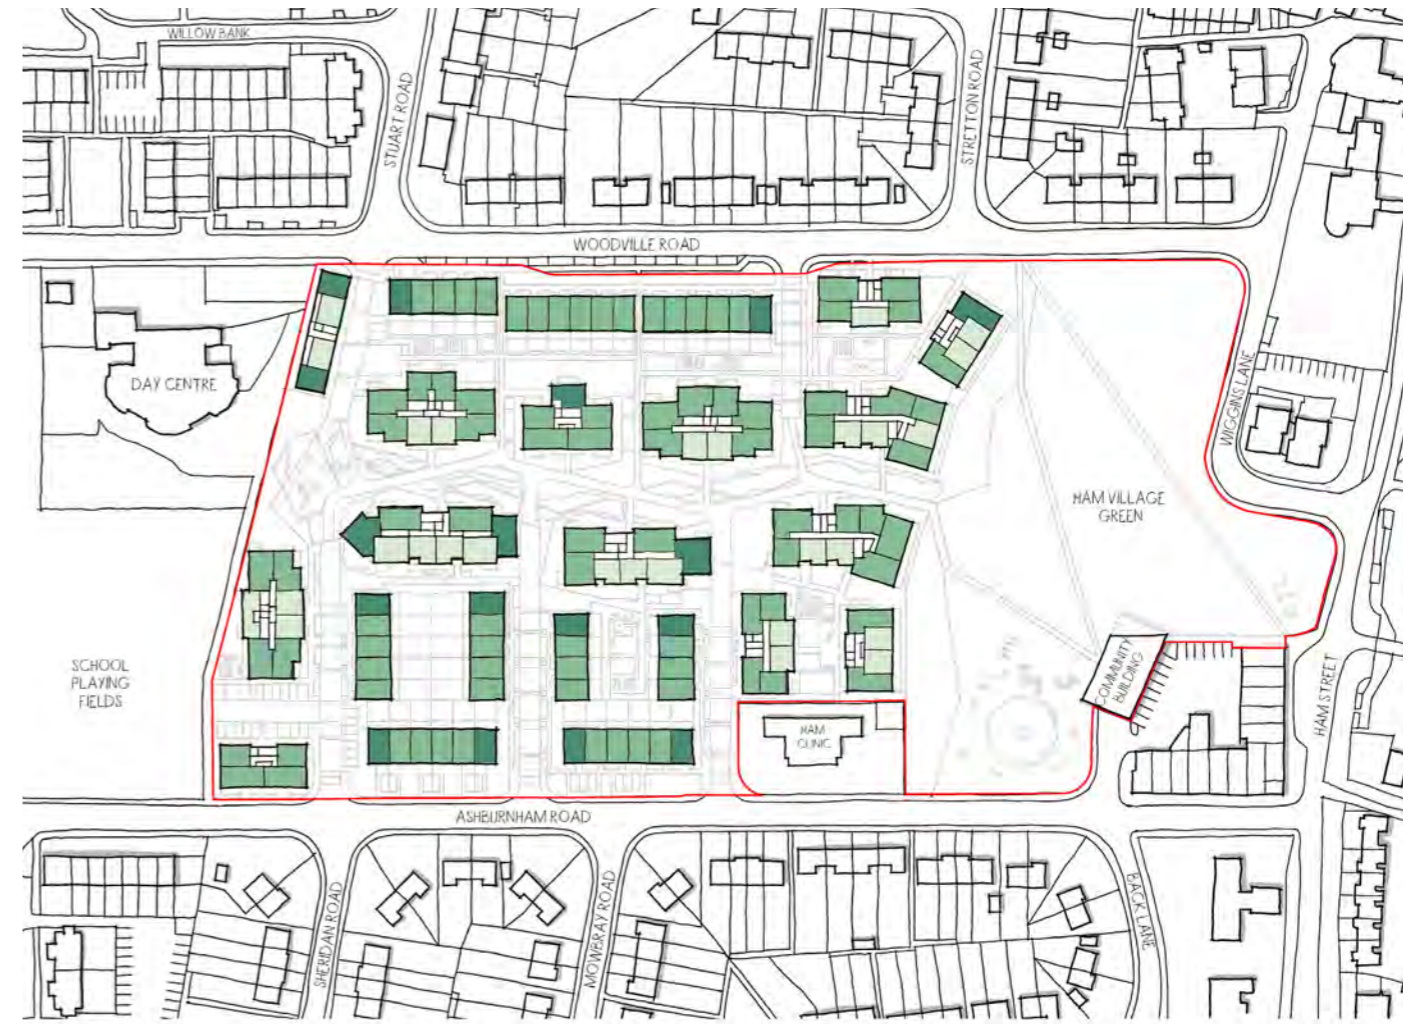 WILLOW BANK
STUART ROAD
STRETTON ROAD
WOODVILLE ROAD
DAY CENTRE
WIGGINS LANE
HAM VILLAGE
GREEN
SCHOOL
PLAYING
FIELDS
COMMUNITY
BUILDING
HAM STREET
HAM
CLINIC
ASHBURNHAM ROAD
SHERIDAN ROAD
MOWBRAY ROAD
BACK LANE